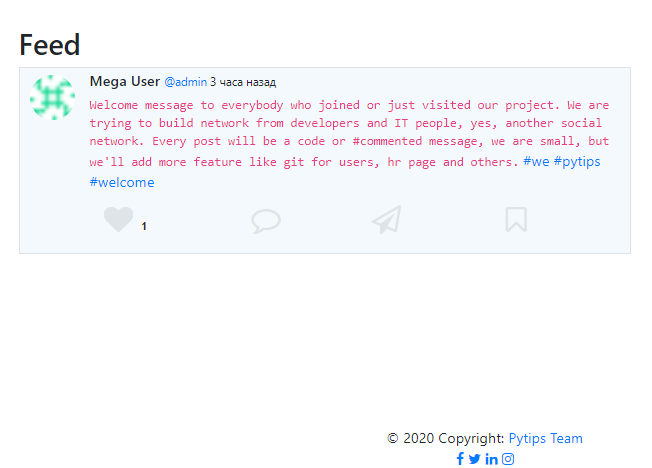 Feed
Mega User @admin 3 часа назад
Welcome message to everybody who joined or just visited our project. We are
trying to build network from developers and IT people, yes, another social
network. Every post will be a code or #commented message, we are small, but
we'll add more feature like git for users, hr page and others. #we #pytips
#welcome
1
© 2020 Copyright: Pytips Team